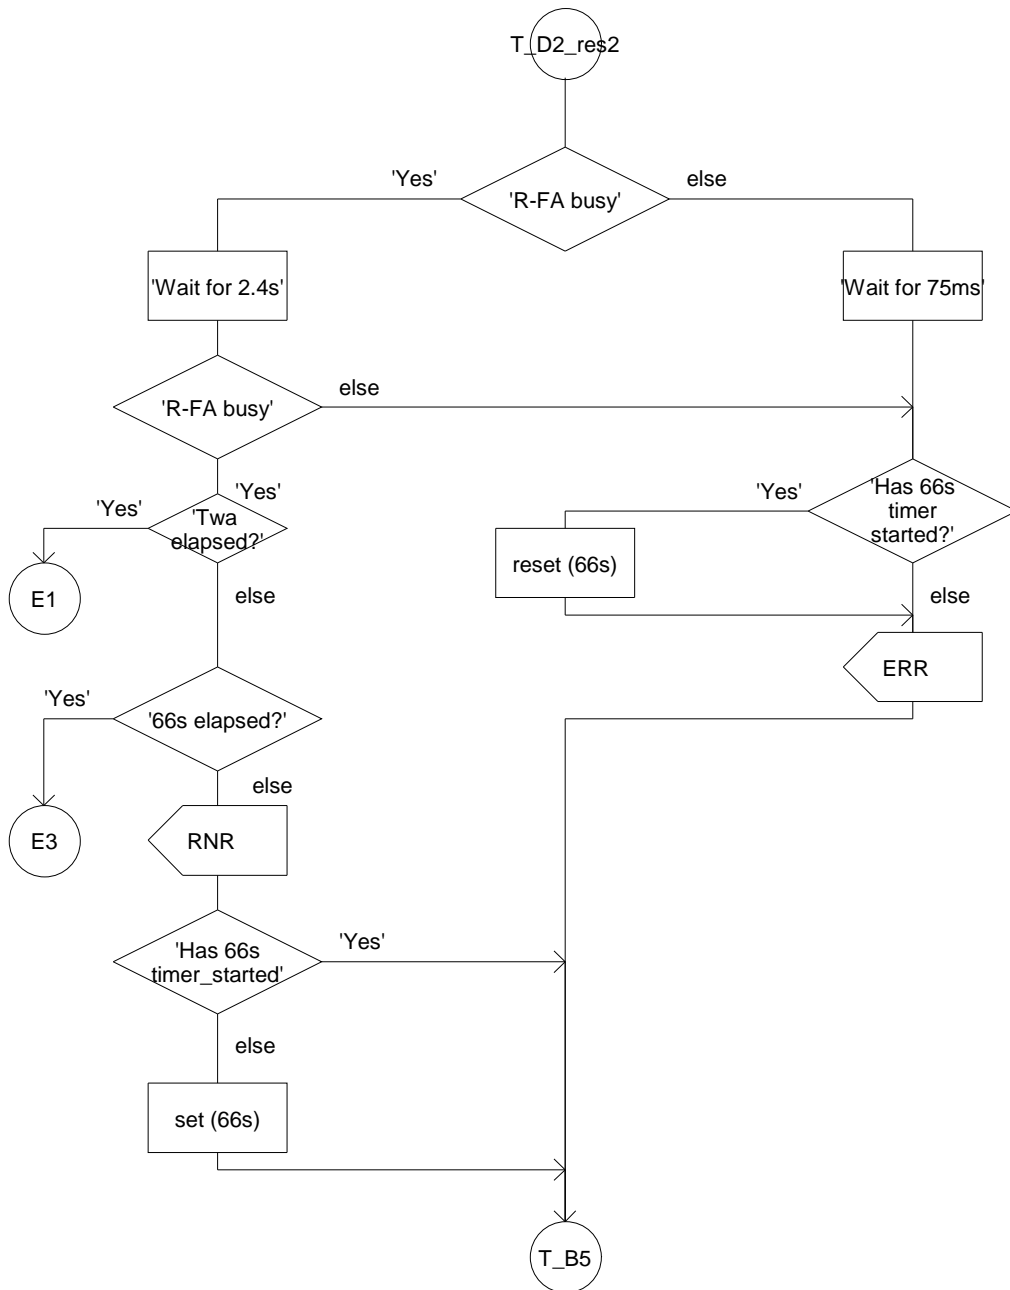 T_D2_res2
'Yes'
else
'R-FA busy'
'Wait for 2.4s'
'Wait for 75ms'
else
'R-FA busy'
'Yes'
'Yes'
'Twa
elapsed?'
'Yes'
'Has 66s
timer
started?'
reset (66s)
E1
else
else
ERR
'Yes'
'66s elapsed?'
else
E3
RNR
'Yes'
'Has 66s
timer_started'
else
set (66s)
T_B5